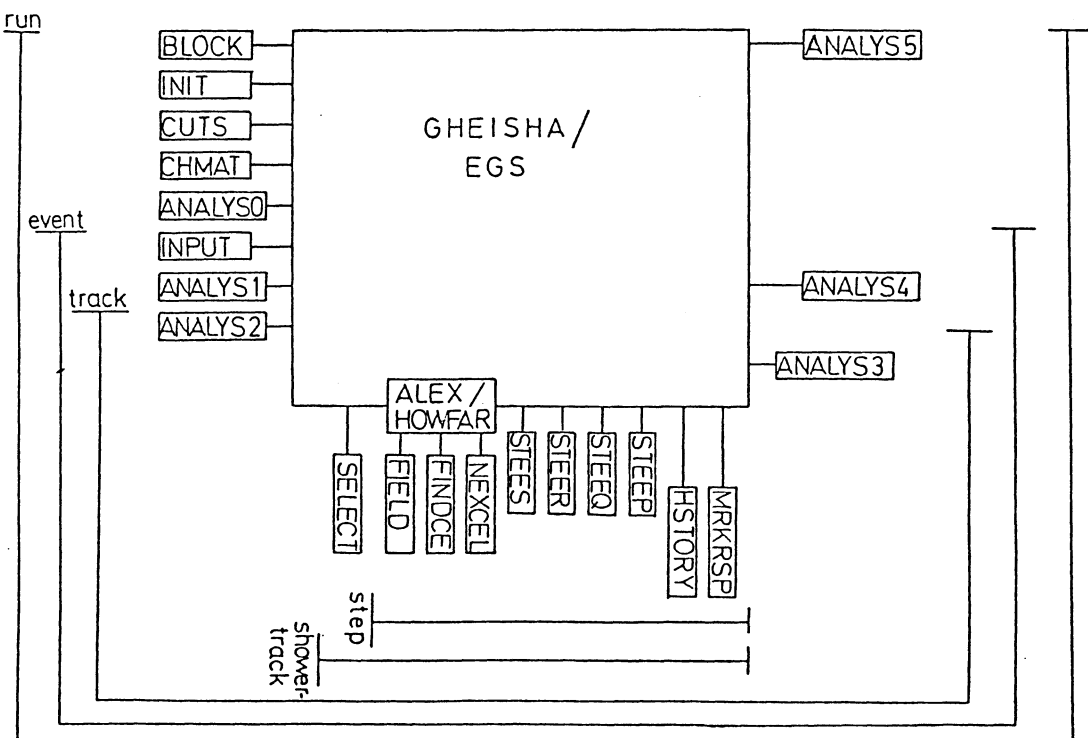 run
BLOCK
INIT
CUTS
CHMAT
ANALYS0
event
INPUT
ANALYS1
track
ANALYS2
GHEISHA/
EGS
ANALYS5
ANALYS4
ANALYS3
ALEX/
HOWFAR
SELECT
FIELD
FINDCE
NEXCEL
STEES
STEER
STEEQ
STEEP
HSTORY
MRKRSP
step
shower-
track